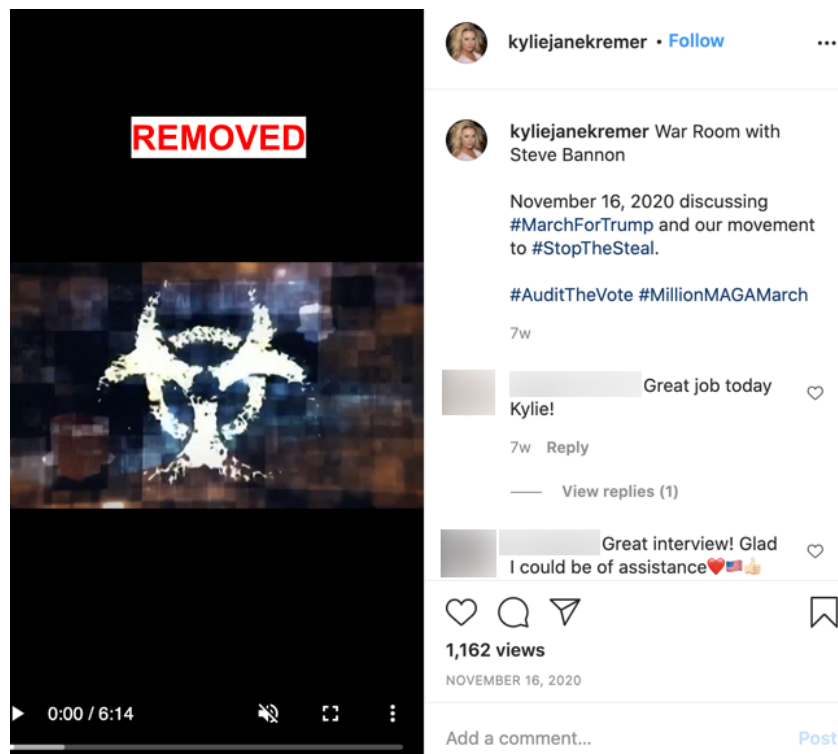 REMOVED
0:00 / 6:14
kyliejanekremer • Follow
kyliejanekremer War Room with
Steve Bannon
November 16, 2020 discussing
#MarchForTrump and our movement
to #StopTheSteal.
#AuditTheVote #MillionMAGAMarch
7w
Great job today
Kylie!
7w Reply
View replies (1)
Great interview! Glad
I could be of assistance❤️🇺🇸👍🏻
1,162 views
NOVEMBER 16, 2020
Add a comment...
Post